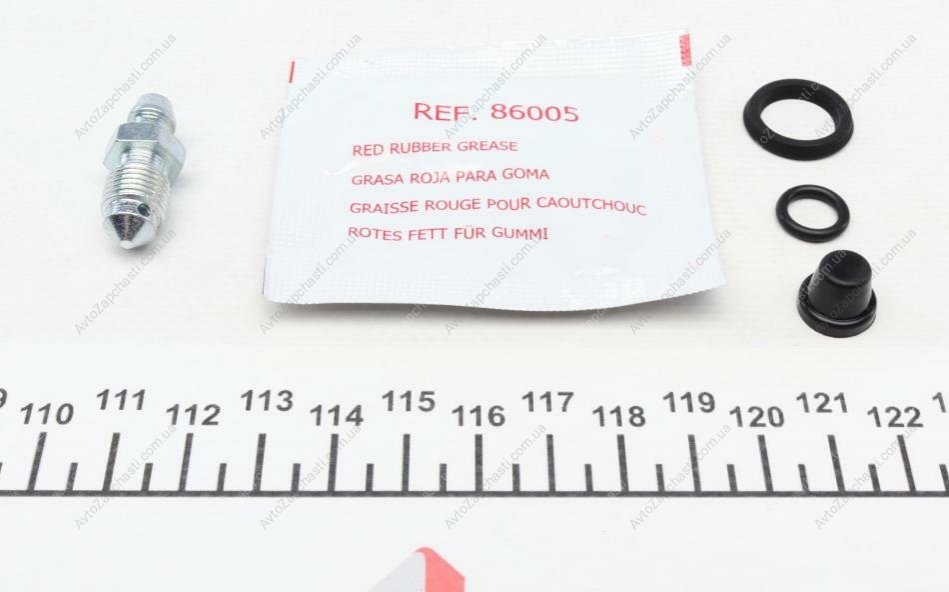 REF. 86005
RED RUBBER GREASE
GRASA ROJA PARA GOMA
GRAISSE ROUGE POUR CAOUTCHOUC
ROTES FETT FÜR GUMMI
110 111 112 113 114 115 116 117 118 119 120 121 122
AvtoZapchasti.com.ua